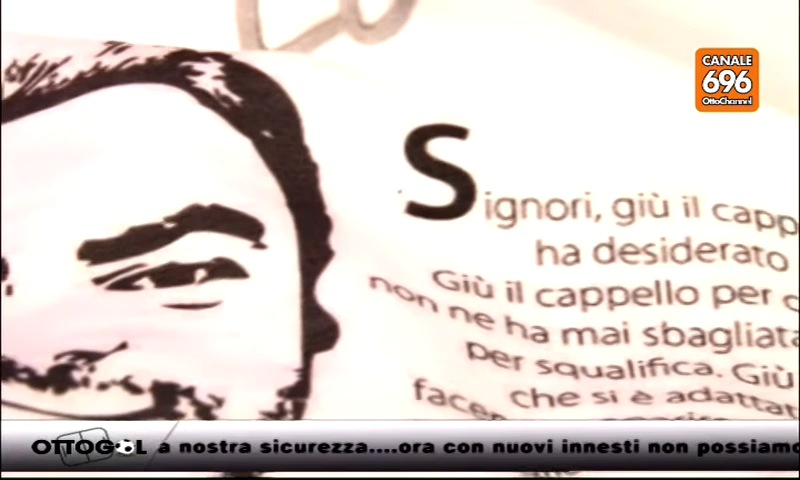 CANALE
696
OttoChannel
Signori, giù il capp
ha desiderato
Giù il cappello per
non ne ha mai sbagliata
per squalifica. Giù
che si è adattat
OTTOGOL a nostra sicurezza....ora con nuovi innesti non possiamo